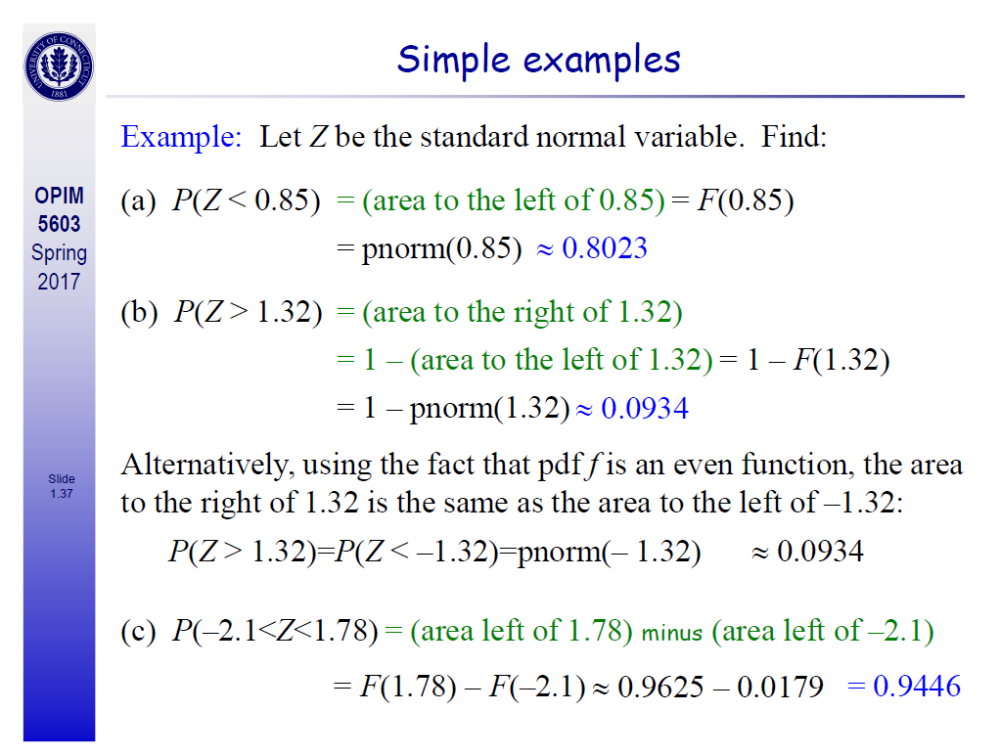 Simple examples
UNIVERSITY OF CONNECTICUT
1881
OPIM
5603
Spring
2017
Slide
1.37
Example: Let Z be the standard normal variable. Find:
(a) P(Z < 0.85) = (area to the left of 0.85) = F(0.85)
= pnorm(0.85) ≈ 0.8023
(b) P(Z > 1.32) = (area to the right of 1.32)
= 1 – (area to the left of 1.32) = 1 – F(1.32)
= 1 – pnorm(1.32) ≈ 0.0934
Alternatively, using the fact that pdf f is an even function, the area
to the right of 1.32 is the same as the area to the left of –1.32:
P(Z > 1.32)=P(Z < –1.32)=pnorm(– 1.32) ≈ 0.0934
(c) P(–2.1<Z<1.78) = (area left of 1.78) minus (area left of –2.1)
= F(1.78) – F(–2.1) ≈ 0.9625 – 0.0179 = 0.9446